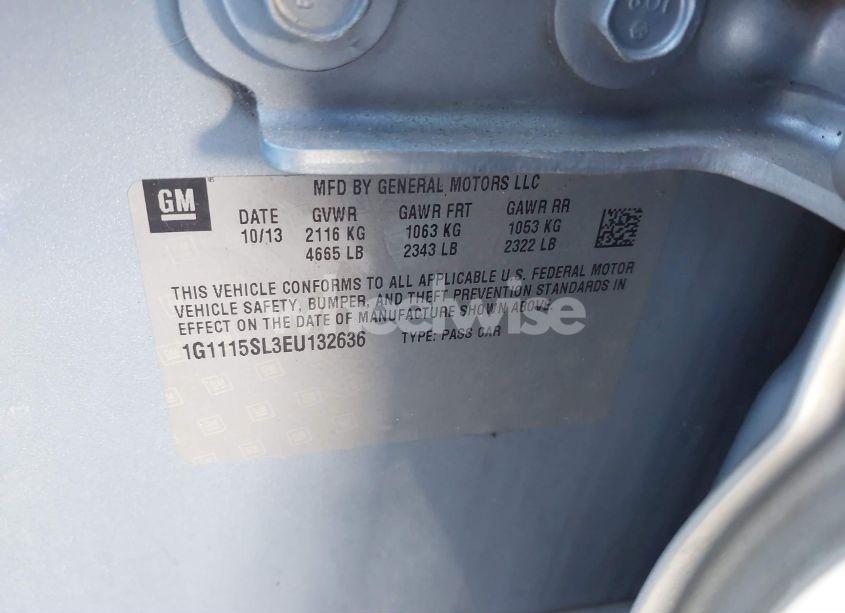 10.9
GM
MFD BY GENERAL MOTORS LLC
DATE GVWR GAWR FRT GAWR RR
10/13 2116 KG 1063 KG 1053 KG
4665 LB 2343 LB 2322 LB
THIS VEHICLE CONFORMS TO ALL APPLICABLE U.S. FEDERAL MOTOR
VEHICLE SAFETY, BUMPER, AND THEFT PREVENTION STANDARDS IN
EFFECT ON THE DATE OF MANUFACTURE SHOWN ABOVE.
1G1115SL3EU132636 TYPE: PASS CAR